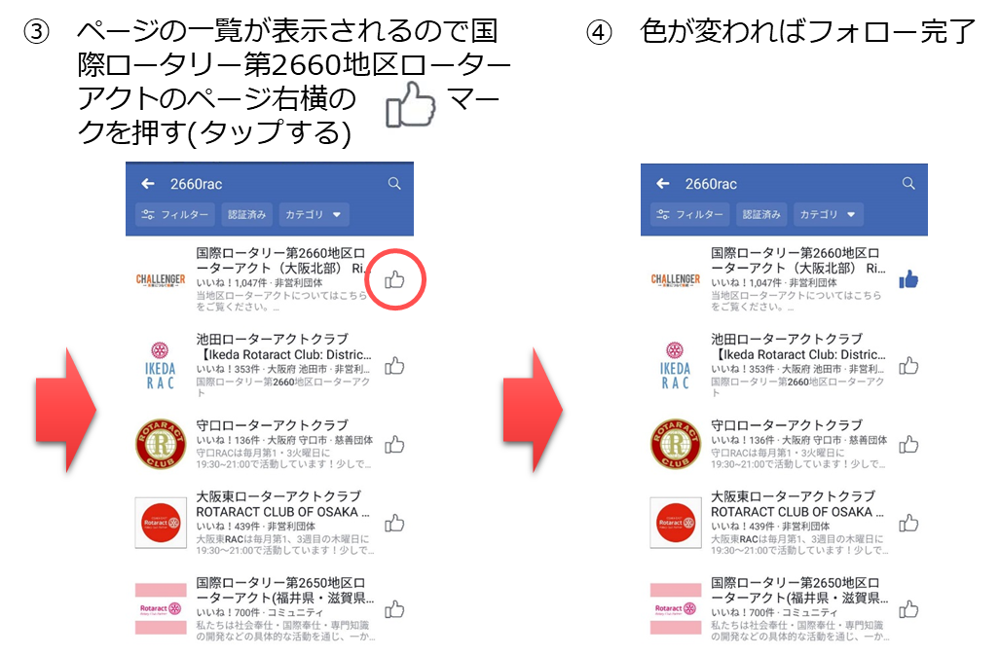 ③ ページの一覧が表示されるので国
際ロータリー第2660地区ローター
アクトのページ右横の マー
クを押す(タップする)
2660rac
フィルター 認証済み カテゴリ
CHALLENGER
国際ロータリー第2660地区ロ
ーターアクト（大阪北部） Ri...
いいね！1,047件 · 非営利団体
当地区ローターアクトについてはこちら
をご覧ください。...
IKEDA
RAC
池田ローターアクトクラブ
【Ikeda Rotaract Club: Distric...
いいね！353件 · 大阪府 池田市 · 非営利...
国際ロータリー第2660地区ローターアク
ト
ROTARACT
R
CLUB
守口ローターアクトクラブ
いいね！136件 · 大阪府 守口市 · 慈善団体
守口RACは毎月第1・3火曜日に
19:30~21:00で活動しています！少しで...
Rotaract
大阪東ローターアクトクラブ
ROTARACT CLUB OF OSAKA ...
いいね！439件 · 非営利団体
大阪東RACは毎月第1、3週目の木曜日に
19:30〜21:00で活動しています！少しで...
Rotaract
国際ロータリー第2650地区ロ
ーターアクト(福井県・滋賀県...
いいね！700件 · コミュニティ
私たちは社会奉仕・国際奉仕・専門知識
の開発などの具体的な活動を通じ、一か...
④ 色が変わればフォロー完了
2660rac
フィルター 認証済み カテゴリ
CHALLENGER
国際ロータリー第2660地区ロ
ーターアクト（大阪北部） Ri...
いいね！1,047件 · 非営利団体
当地区ローターアクトについてはこちら
をご覧ください。...
IKEDA
RAC
池田ローターアクトクラブ
【Ikeda Rotaract Club: Distric...
いいね！353件 · 大阪府 池田市 · 非営利...
国際ロータリー第2660地区ローターアク
ト
ROTARACT
R
CLUB
守口ローターアクトクラブ
いいね！136件 · 大阪府 守口市 · 慈善団体
守口RACは毎月第1・3火曜日に
19:30~21:00で活動しています！少しで...
Rotaract
大阪東ローターアクトクラブ
ROTARACT CLUB OF OSAKA ...
いいね！439件 · 非営利団体
大阪東RACは毎月第1、3週目の木曜日に
19:30〜21:00で活動しています！少しで...
Rotaract
国際ロータリー第2650地区ロ
ーターアクト(福井県・滋賀県...
いいね！700件 · コミュニティ
私たちは社会奉仕・国際奉仕・専門知識
の開発などの具体的な活動を通じ、一か...